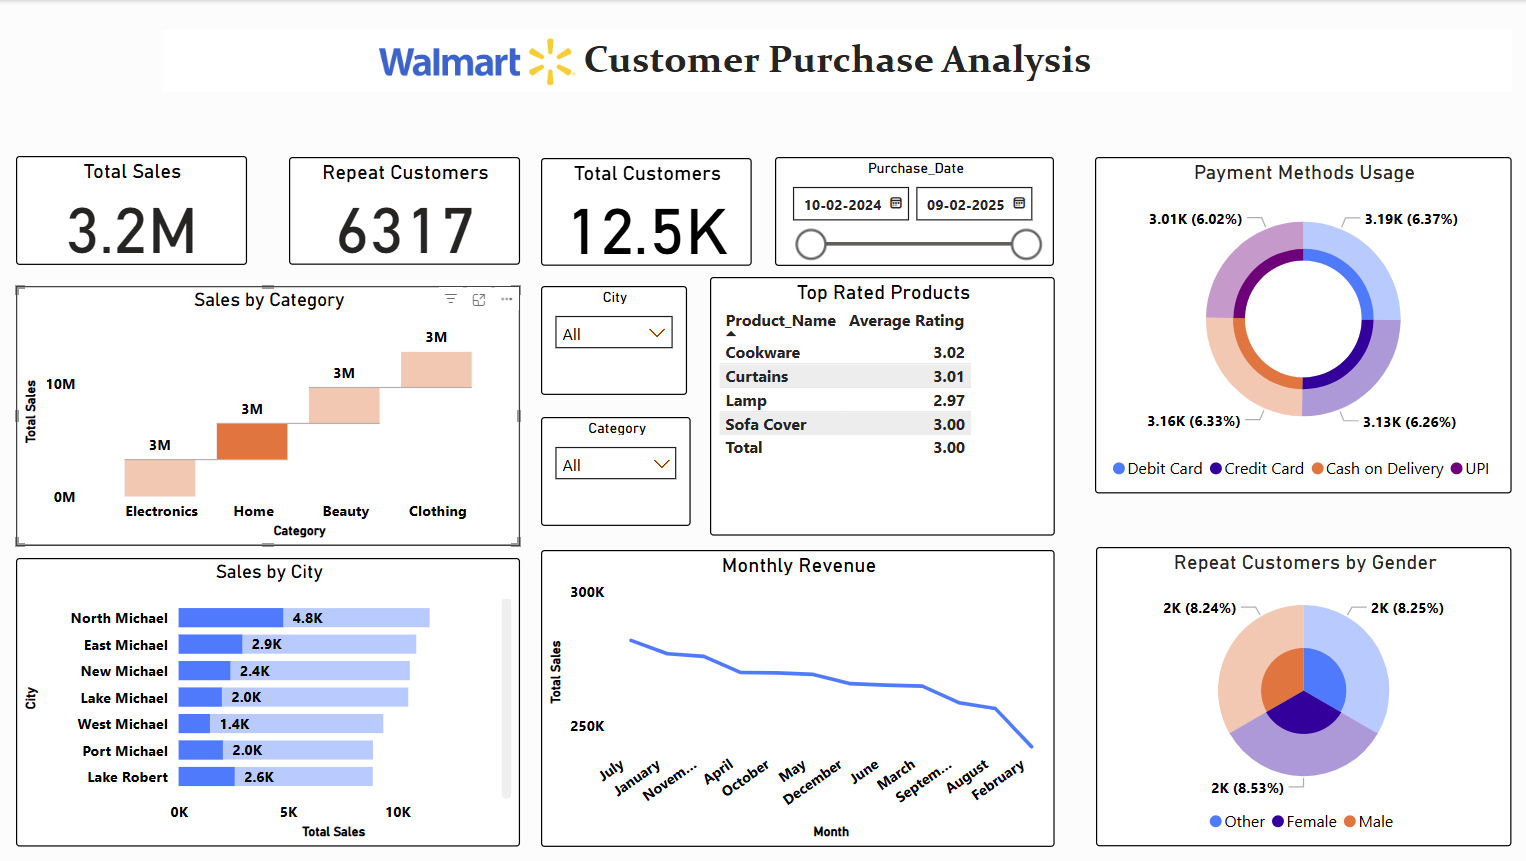 Walmart Customer Purchase Analysis
Total Sales
3.2M
Repeat Customers
6317
Total Customers
12.5K
Purchase_Date
10-02-2024 09-02-2025
Payment Methods Usage
3.01K (6.02%) 3.19K (6.37%)
3.16K (6.33%) 3.13K (6.26%)
Debit Card Credit Card Cash on Delivery UPI
Sales by Category
Total Sales
10M
0M
3M
3M
3M
3M
Electronics Home Beauty Clothing
Category
City
All
Category
All
Top Rated Products
Product_Name Average Rating
Cookware 3.02
Curtains 3.01
Lamp 2.97
Sofa Cover 3.00
Total 3.00
Sales by City
City
North Michael 4.8K
East Michael 2.9K
New Michael 2.4K
Lake Michael 2.0K
West Michael 1.4K
Port Michael 2.0K
Lake Robert 2.6K
0K 5K 10K
Total Sales
Monthly Revenue
Total Sales
300K
250K
July January Novem... April October May December June March Septem... August February
Month
Repeat Customers by Gender
2K (8.24%) 2K (8.25%)
2K (8.53%)
Other Female Male